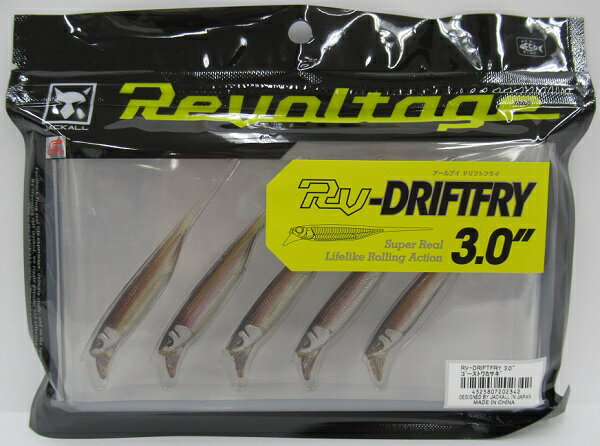 JACKALL
Revoltage
アールブイ ドリフトフライ
RV-DRIFTFRY
Super Real
Lifelike Rolling Action
3.0"
RV-DRIFTFRY 3.0"
ゴーストワカサギ
4525807202342
DESIGNED BY JACKALL IN JAPAN
MADE IN CHINA